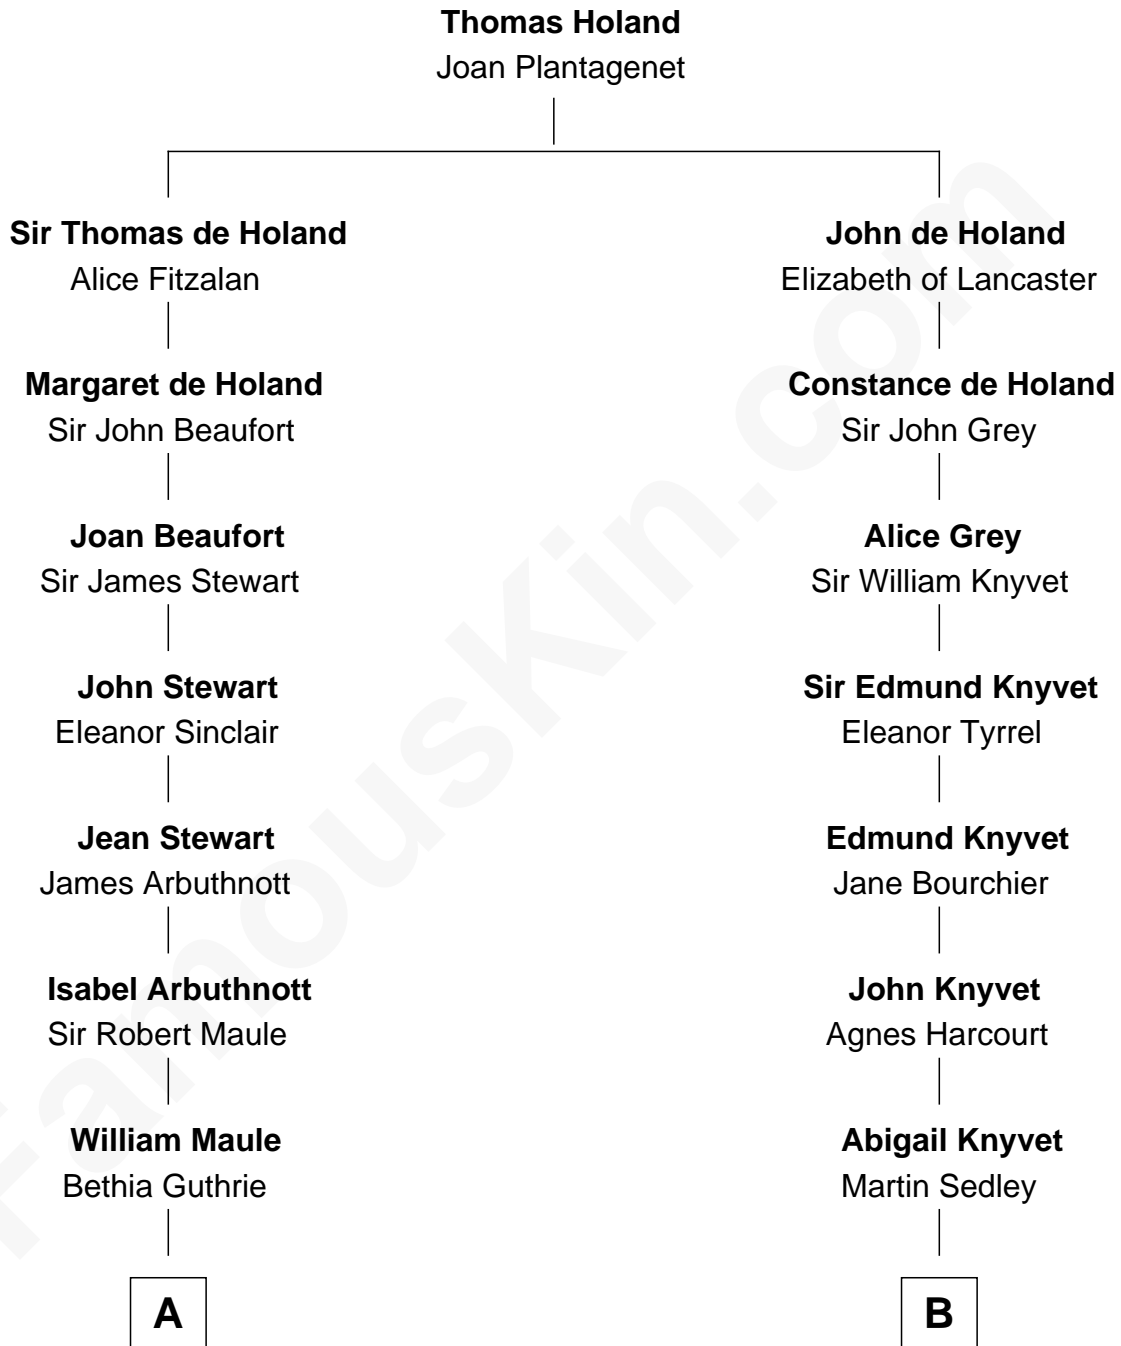 Thomas Holand
Joan Plantagenet
Sir Thomas de Holand
Alice Fitzalan
John de Holand
Elizabeth of Lancaster
Margaret de Holand
Sir John Beaufort
Constance de Holand
Sir John Grey
Joan Beaufort
Sir James Stewart
Alice Grey
Sir William Knyvet
John Stewart
Eleanor Sinclair
Sir Edmund Knyvet
Eleanor Tyrrel
Jean Stewart
James Arbuthnott
Edmund Knyvet
Jane Bourchier
Isabel Arbuthnott
Sir Robert Maule
John Knyvet
Agnes Harcourt
William Maule
Bethia Guthrie
Abigail Knyvet
Martin Sedley
A
B
FamousKin.com